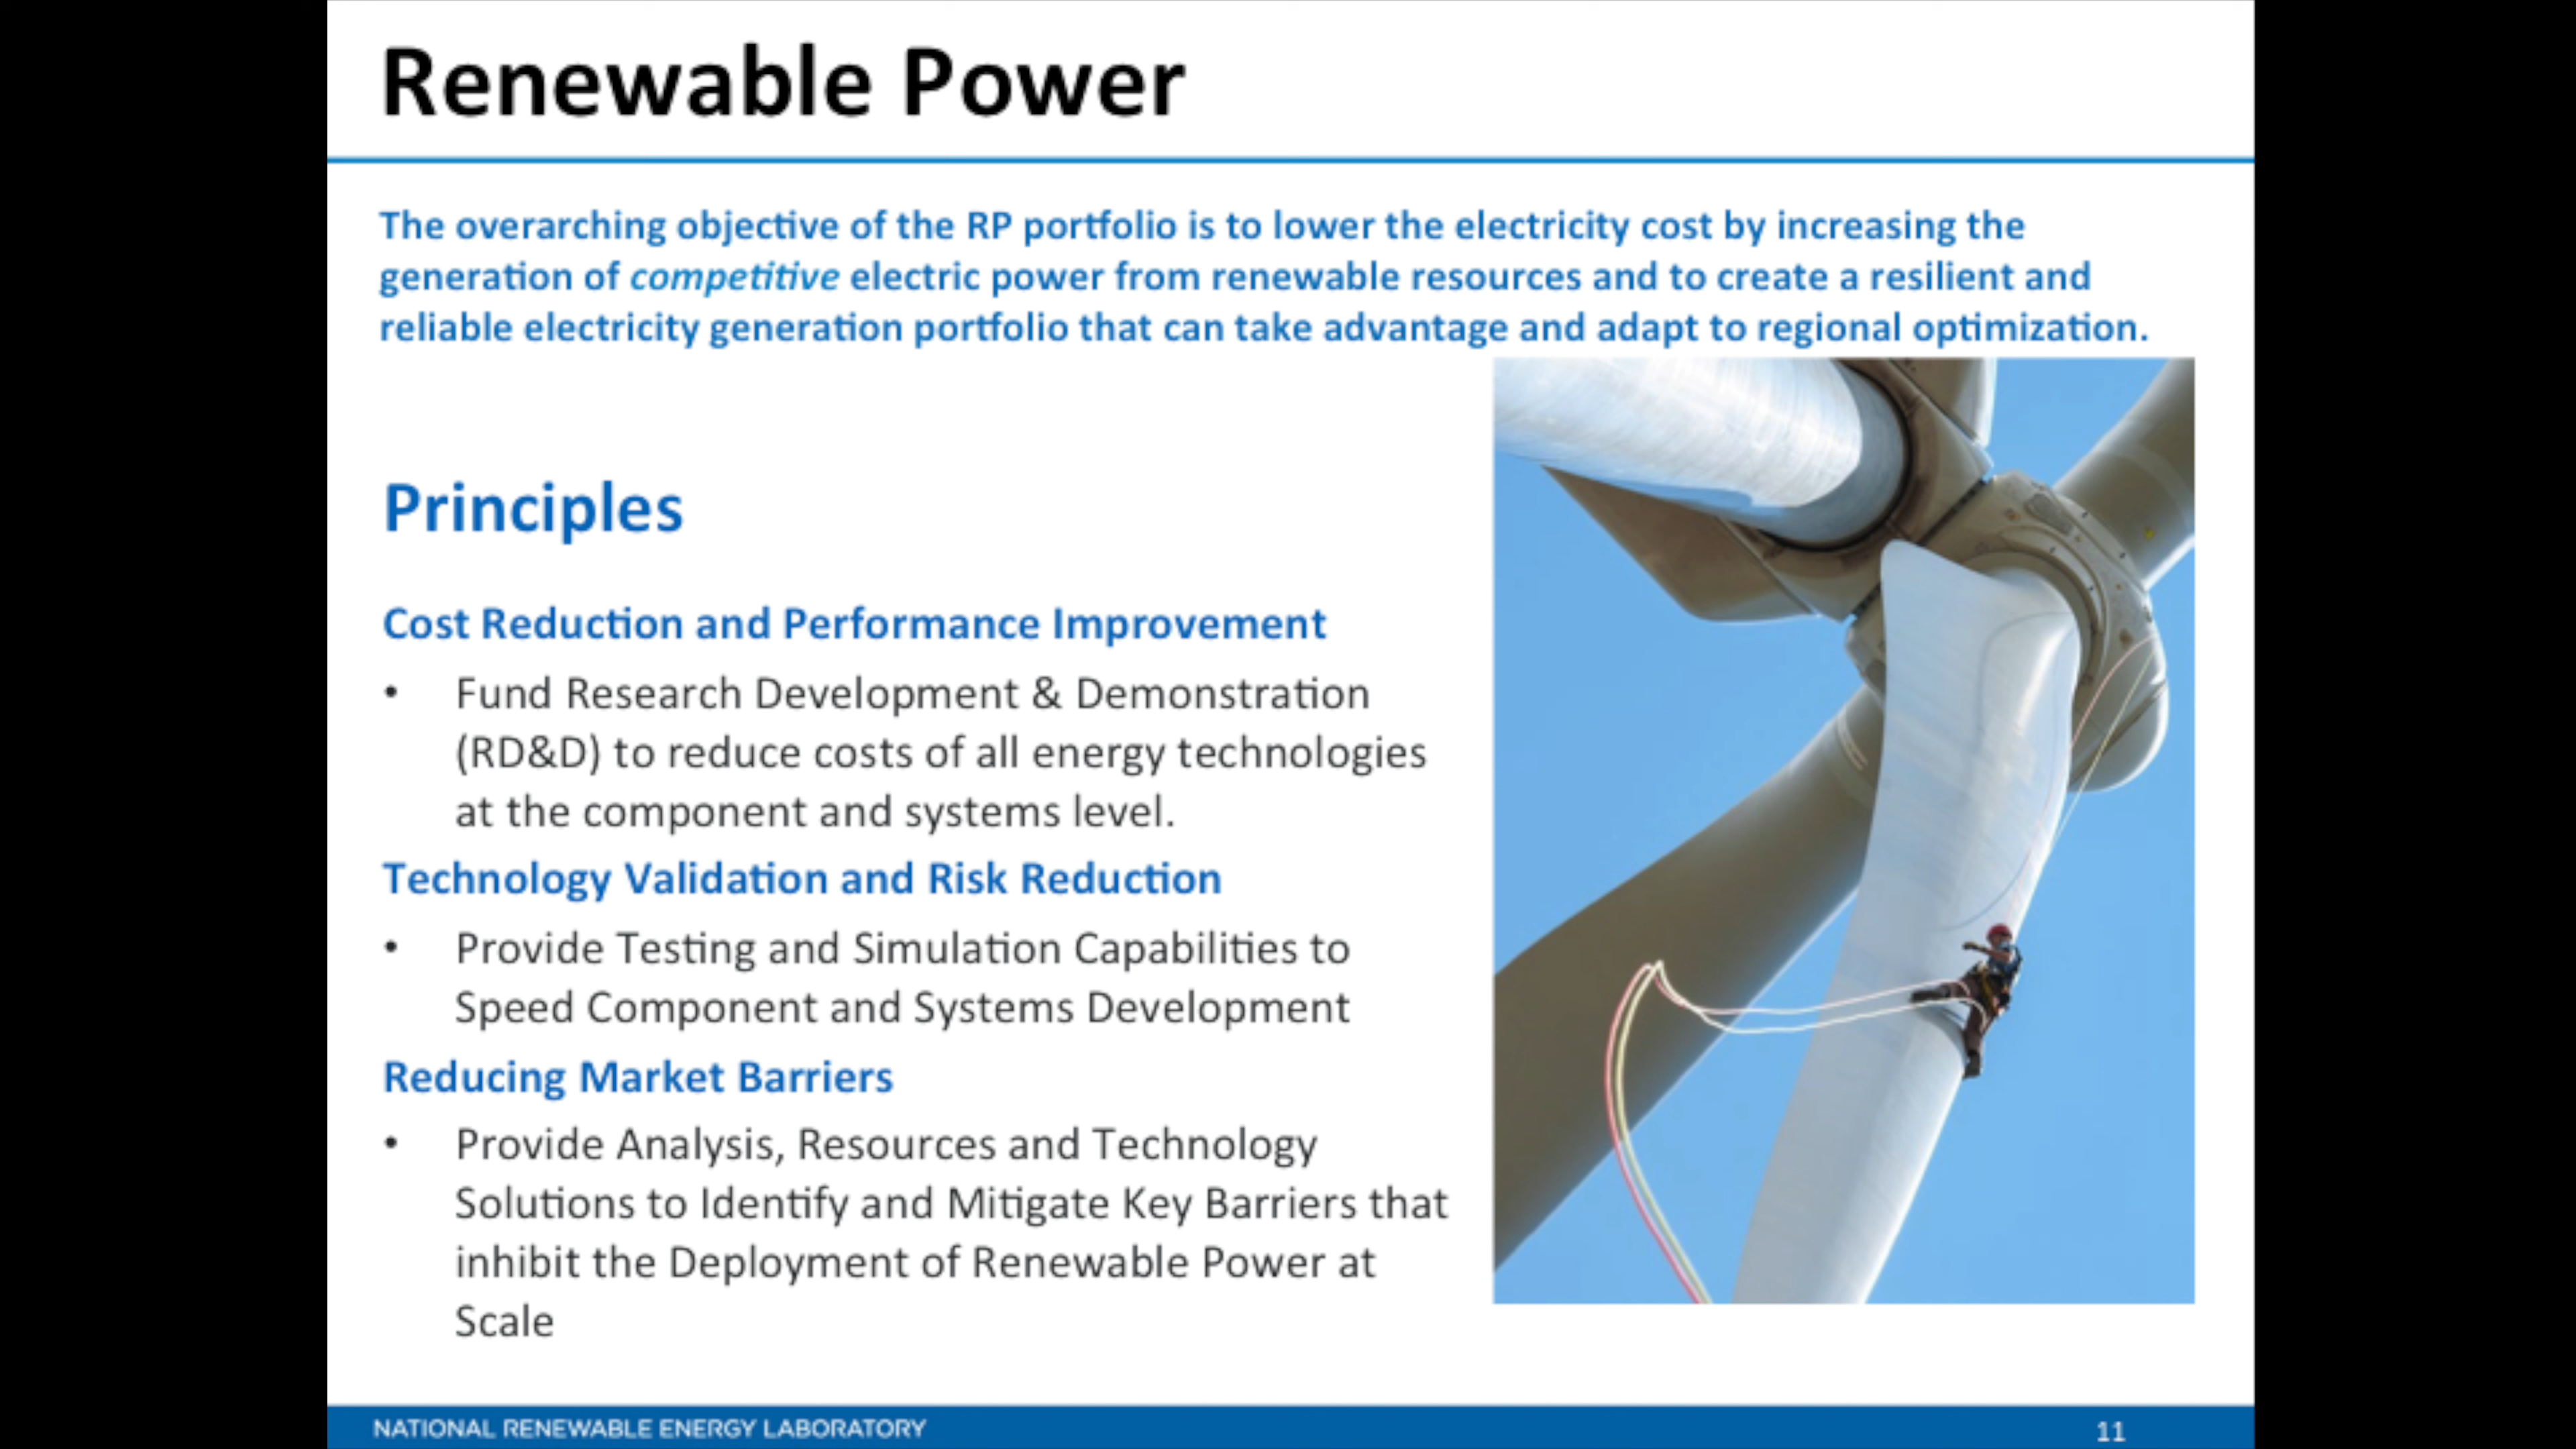 Renewable Power
The overarching objective of the RP portfolio is to lower the electricity cost by increasing the
generation of competitive electric power from renewable resources and to create a resilient and
reliable electricity generation portfolio that can take advantage and adapt to regional optimization.
Principles
Cost Reduction and Performance Improvement
• Fund Research Development & Demonstration
(RD&D) to reduce costs of all energy technologies
at the component and systems level.
Technology Validation and Risk Reduction
• Provide Testing and Simulation Capabilities to
Speed Component and Systems Development
Reducing Market Barriers
• Provide Analysis, Resources and Technology
Solutions to Identify and Mitigate Key Barriers that
inhibit the Deployment of Renewable Power at
Scale
NATIONAL RENEWABLE ENERGY LABORATORY
11